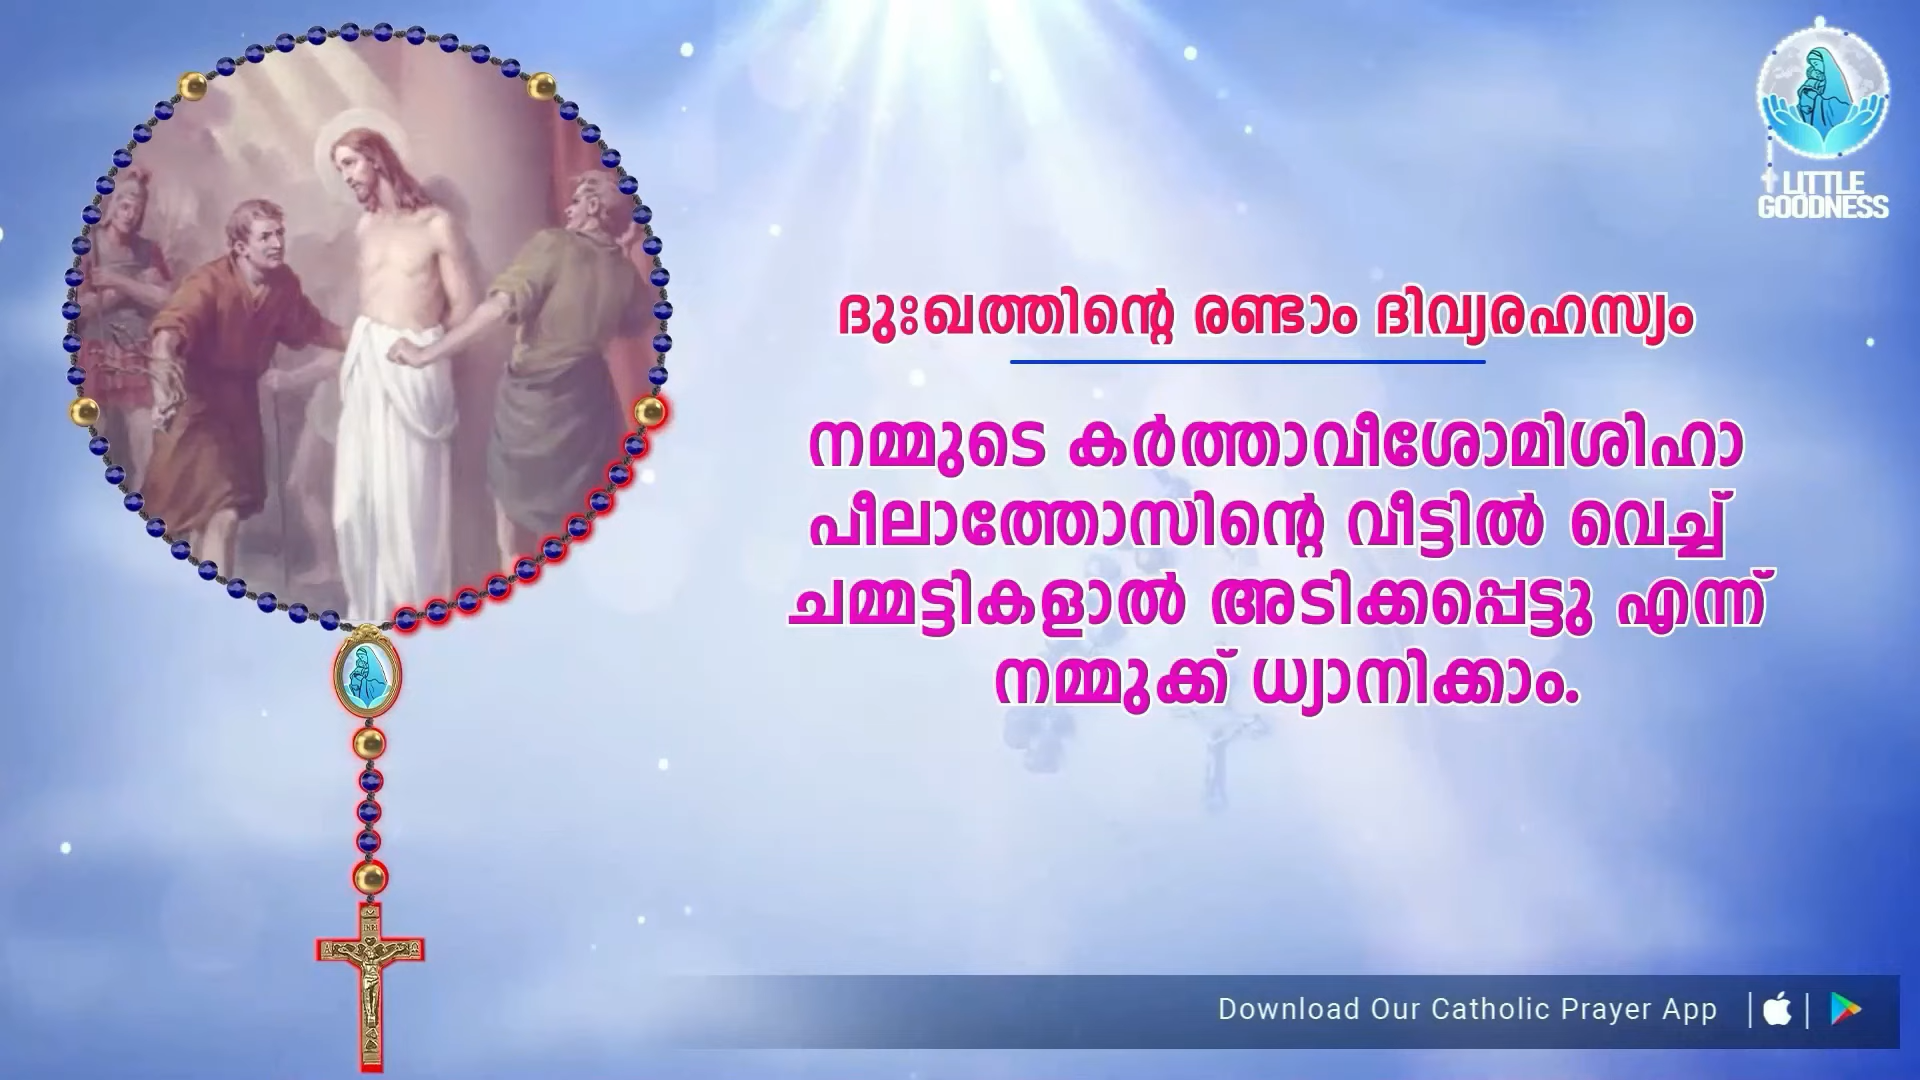 LITTLE
GOODNESS
ദുഃഖത്തിന്റെ രണ്ടാം ദിവ്യരഹസ്യം
നമ്മുടെ കർത്താവീശോമിശിഹാ
പീലാത്തോസിന്റെ വീട്ടിൽ വെച്ച്
ചമ്മട്ടികളാൽ അടിക്കപ്പെട്ടു എന്ന്
നമ്മുക്ക് ധ്യാനിക്കാം.
INRI
Α Ω
Download Our Catholic Prayer App